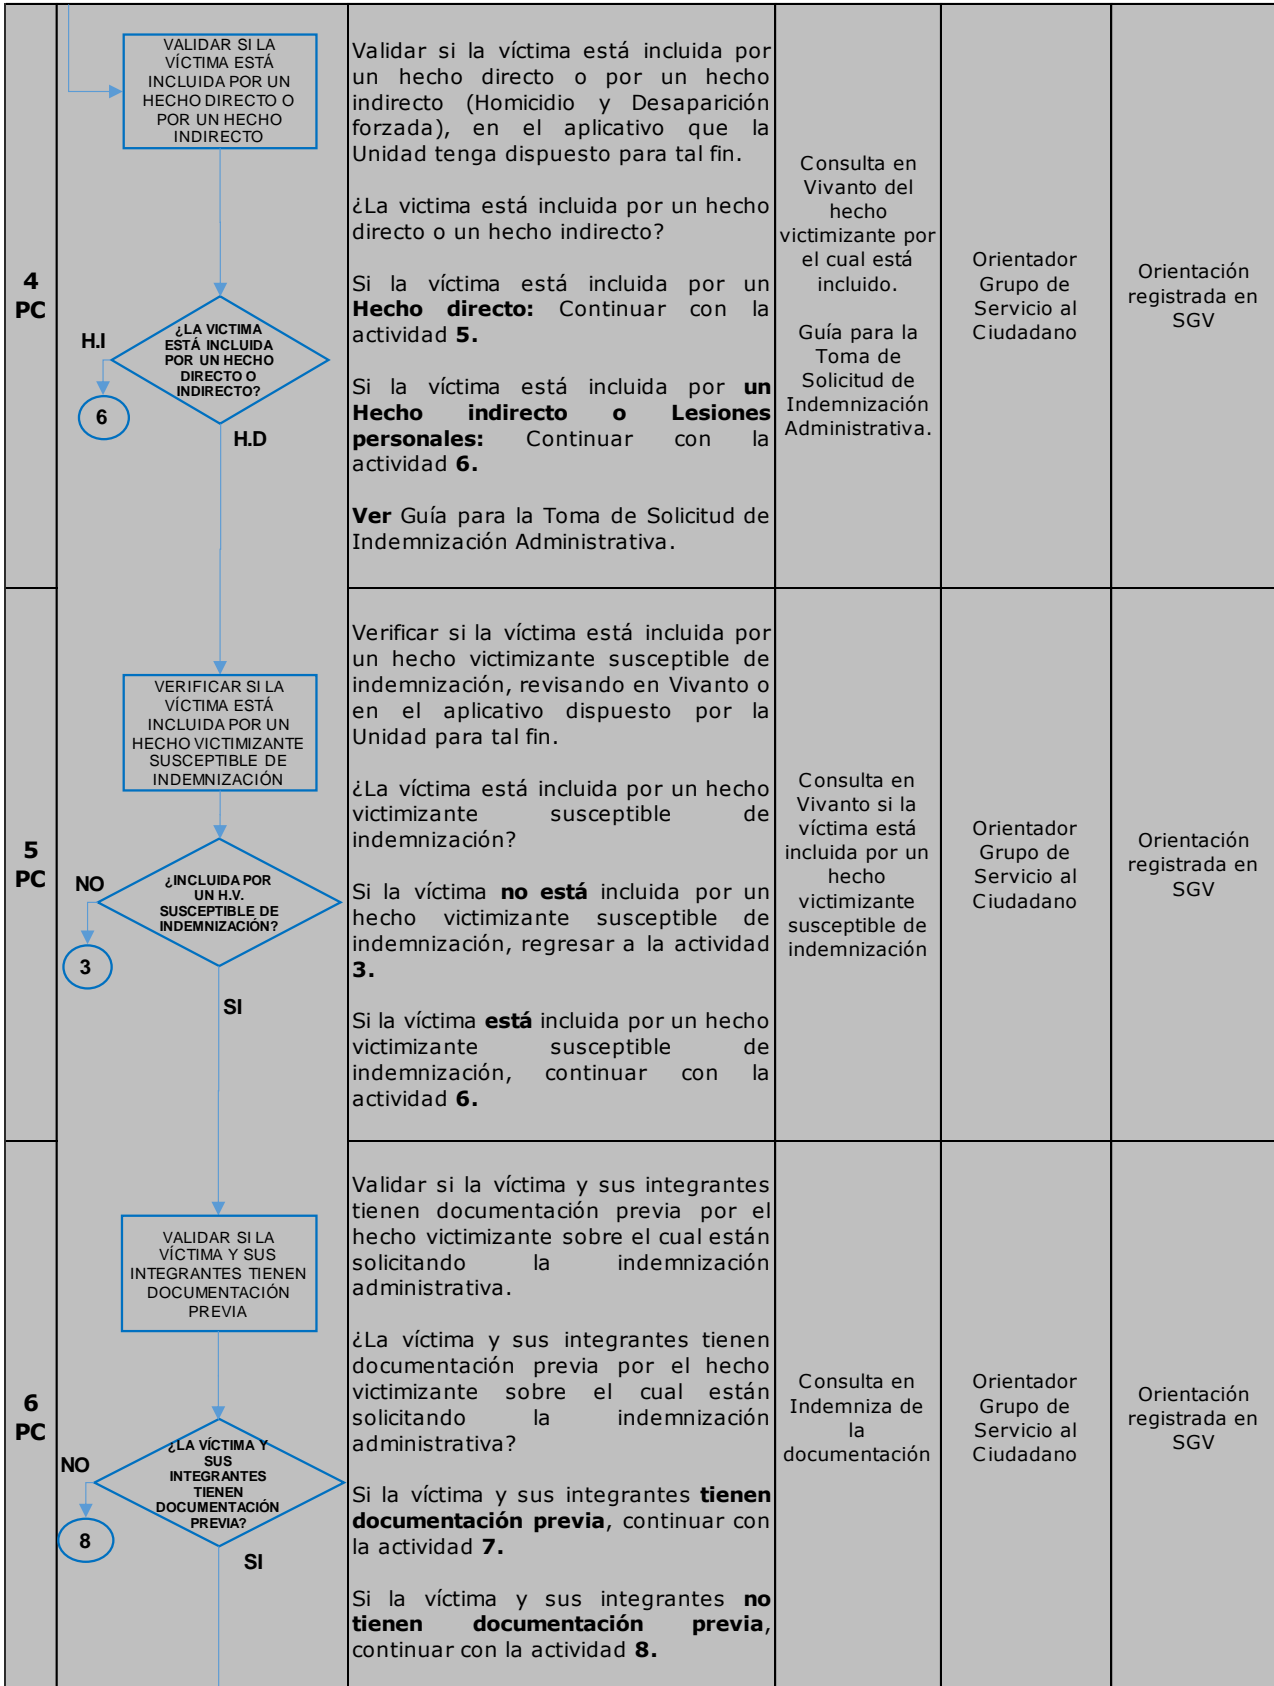 4
PC
VALIDAR SI LA
VÍCTIMA ESTÁ
INCLUIDA POR UN
HECHO DIRECTO O
POR UN HECHO
INDIRECTO
¿LA VICTIMA
ESTÁ INCLUIDA
POR UN HECHO
DIRECTO O
INDIRECTO?
H.I
6
H.D
Validar si la víctima está incluida por
un hecho directo o por un hecho
indirecto (Homicidio y Desaparición
forzada), en el aplicativo que la
Unidad tenga dispuesto para tal fin.
¿La victima está incluida por un hecho
directo o un hecho indirecto?
Si la víctima está incluida por un
Hecho directo: Continuar con la
actividad 5.
Si la víctima está incluida por un
Hecho indirecto o Lesiones
personales: Continuar con la
actividad 6.
Ver Guía para la Toma de Solicitud de
Indemnización Administrativa.
Consulta en
Vivanto del
hecho
victimizante por
el cual está
incluido.
Guía para la
Toma de
Solicitud de
Indemnización
Administrativa.
Orientador
Grupo de
Servicio al
Ciudadano
Orientación
registrada en
SGV
5
PC
VERIFICAR SI LA
VÍCTIMA ESTÁ
INCLUIDA POR UN
HECHO VICTIMIZANTE
SUSCEPTIBLE DE
INDEMNIZACIÓN
¿INCLUIDA POR
UN H.V.
SUSCEPTIBLE DE
INDEMNIZACIÓN?
NO
3
SI
Verificar si la víctima está incluida por
un hecho victimizante susceptible de
indemnización, revisando en Vivanto o
en el aplicativo dispuesto por la
Unidad para tal fin.
¿La víctima está incluida por un hecho
victimizante susceptible de
indemnización?
Si la víctima no está incluida por un
hecho victimizante susceptible de
indemnización, regresar a la actividad
3.
Si la víctima está incluida por un hecho
victimizante susceptible de
indemnización, continuar con la
actividad 6.
Consulta en
Vivanto si la
víctima está
incluida por un
hecho
victimizante
susceptible de
indemnización
Orientador
Grupo de
Servicio al
Ciudadano
Orientación
registrada en
SGV
6
PC
VALIDAR SI LA
VÍCTIMA Y SUS
INTEGRANTES TIENEN
DOCUMENTACIÓN
PREVIA
¿LA VÍCTIMA Y
SUS
INTEGRANTES
TIENEN
DOCUMENTACIÓN
PREVIA?
NO
8
SI
Validar si la víctima y sus integrantes
tienen documentación previa por el
hecho victimizante sobre el cual están
solicitando la indemnización
administrativa.
¿La víctima y sus integrantes tienen
documentación previa por el hecho
victimizante sobre el cual están
solicitando la indemnización
administrativa?
Si la víctima y sus integrantes tienen
documentación previa, continuar con
la actividad 7.
Si la víctima y sus integrantes no
tienen documentación previa,
continuar con la actividad 8.
Consulta en
Indemniza de
la
documentación
Orientador
Grupo de
Servicio al
Ciudadano
Orientación
registrada en
SGV